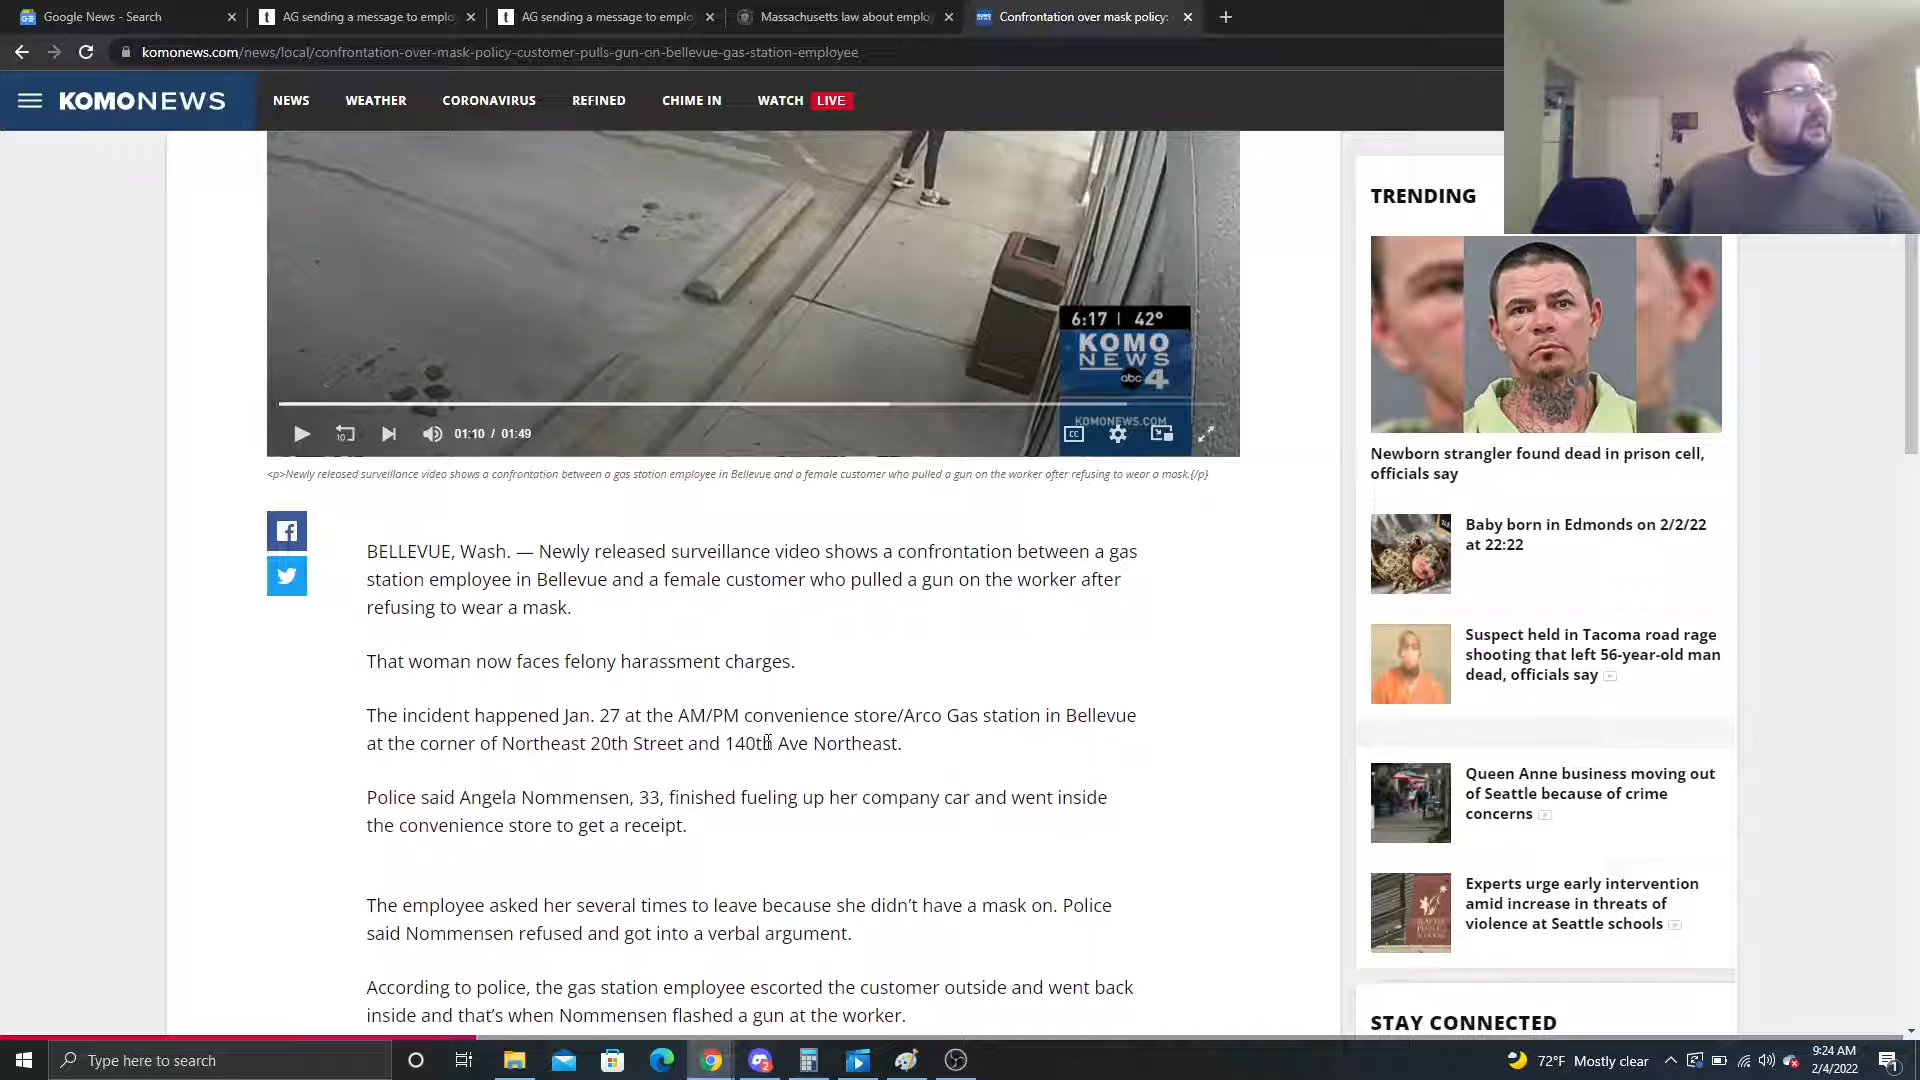 Google News - Search
AG sending a message to emplo
AG sending a message to emplo
Massachusetts law about emplo
Confrontation over mask policy:
komonews.com/news/local/confrontation-over-mask-policy-customer-pulls-gun-on-bellevue-gas-station-employee
KOMONEWS NEWS WEATHER CORONAVIRUS REFINED CHIME IN WATCH LIVE
6:17 | 42°
KOMO
NEWS
abc 4
KOMONEWS.COM
10
01:10 / 01:49
CC
<p>Newly released surveillance video shows a confrontation between a gas station employee in Bellevue and a female customer who pulled a gun on the worker after refusing to wear a mask.{/p}
BELLEVUE, Wash. — Newly released surveillance video shows a confrontation between a gas
station employee in Bellevue and a female customer who pulled a gun on the worker after
refusing to wear a mask.
That woman now faces felony harassment charges.
The incident happened Jan. 27 at the AM/PM convenience store/Arco Gas station in Bellevue
at the corner of Northeast 20th Street and 140th Ave Northeast.
Police said Angela Nommensen, 33, finished fueling up her company car and went inside
the convenience store to get a receipt.
The employee asked her several times to leave because she didn't have a mask on. Police
said Nommensen refused and got into a verbal argument.
According to police, the gas station employee escorted the customer outside and went back
inside and that's when Nommensen flashed a gun at the worker.
TRENDING
Newborn strangler found dead in prison cell,
officials say
Baby born in Edmonds on 2/2/22
at 22:22
Suspect held in Tacoma road rage
shooting that left 56-year-old man
dead, officials say
Queen Anne business moving out
of Seattle because of crime
concerns
Experts urge early intervention
amid increase in threats of
violence at Seattle schools
STAY CONNECTED
Type here to search
2
72°F Mostly clear
9:24 AM
2/4/2022
1